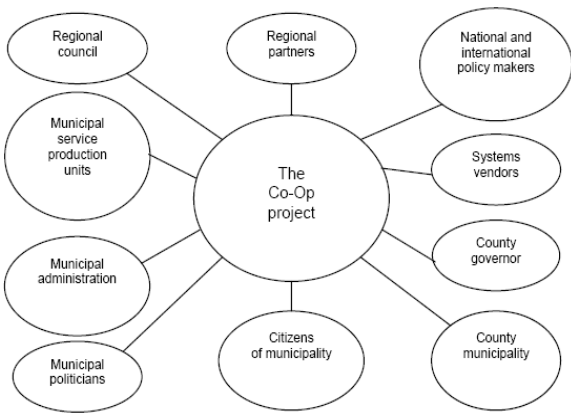 Regional
council
Regional
partners
National and
international
policy makers
Municipal
service
production
units
The
Co-Op
project
Systems
vendors
County
governor
Municipal
administration
Citizens
of municipality
County
municipality
Municipal
politicians